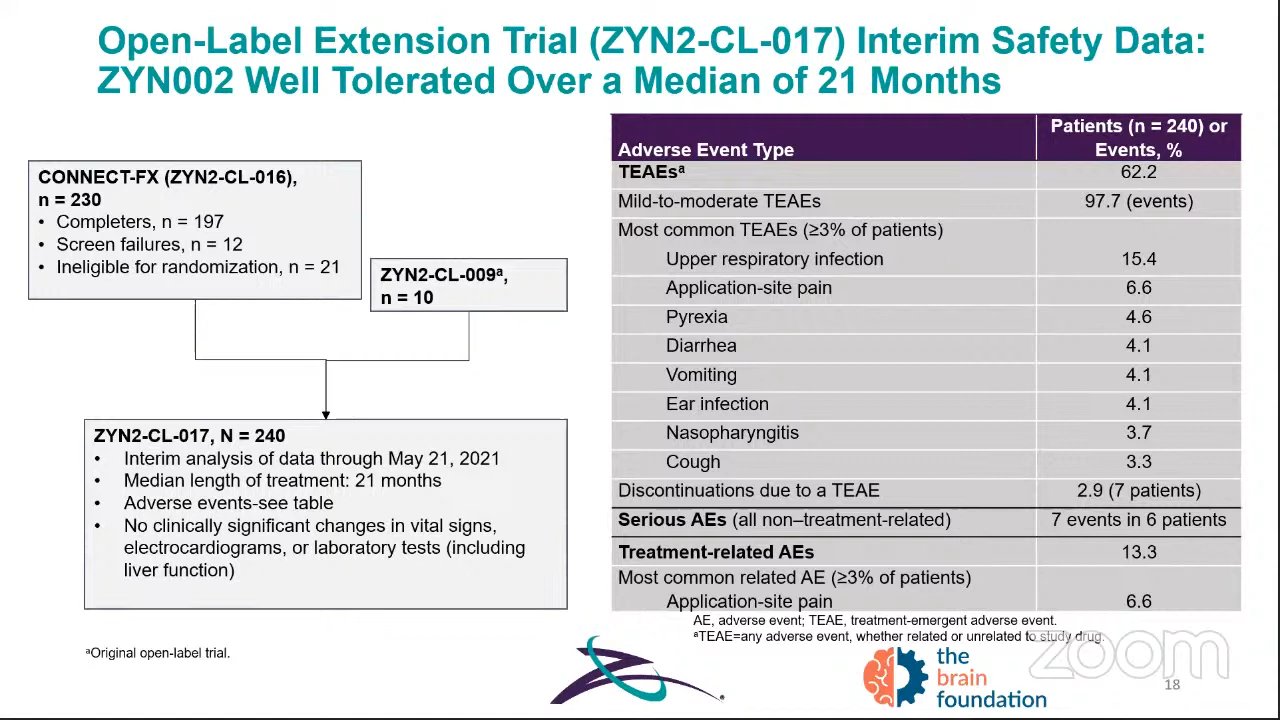 Open-Label Extension Trial (ZYN2-CL-017) Interim Safety Data:
ZYN002 Well Tolerated Over a Median of 21 Months
CONNECT-FX (ZYN2-CL-016),
n = 230
• Completers, n = 197
• Screen failures, n = 12
• Ineligible for randomization, n = 21
ZYN2-CL-009ᵃ,
n = 10
ZYN2-CL-017, N = 240
• Interim analysis of data through May 21, 2021
• Median length of treatment: 21 months
• Adverse events-see table
• No clinically significant changes in vital signs,
electrocardiograms, or laboratory tests (including
liver function)
ᵃOriginal open-label trial.
Adverse Event Type Patients (n = 240) or
Events, %
TEAEsᵃ 62.2
Mild-to-moderate TEAEs 97.7 (events)
Most common TEAEs (≥3% of patients)
Upper respiratory infection 15.4
Application-site pain 6.6
Pyrexia 4.6
Diarrhea 4.1
Vomiting 4.1
Ear infection 4.1
Nasopharyngitis 3.7
Cough 3.3
Discontinuations due to a TEAE 2.9 (7 patients)
Serious AEs (all non–treatment-related) 7 events in 6 patients
Treatment-related AEs 13.3
Most common related AE (≥3% of patients)
Application-site pain 6.6
AE, adverse event; TEAE, treatment-emergent adverse event.
ᵃTEAE=any adverse event, whether related or unrelated to study drug.
the
brain
foundation
zoom
18